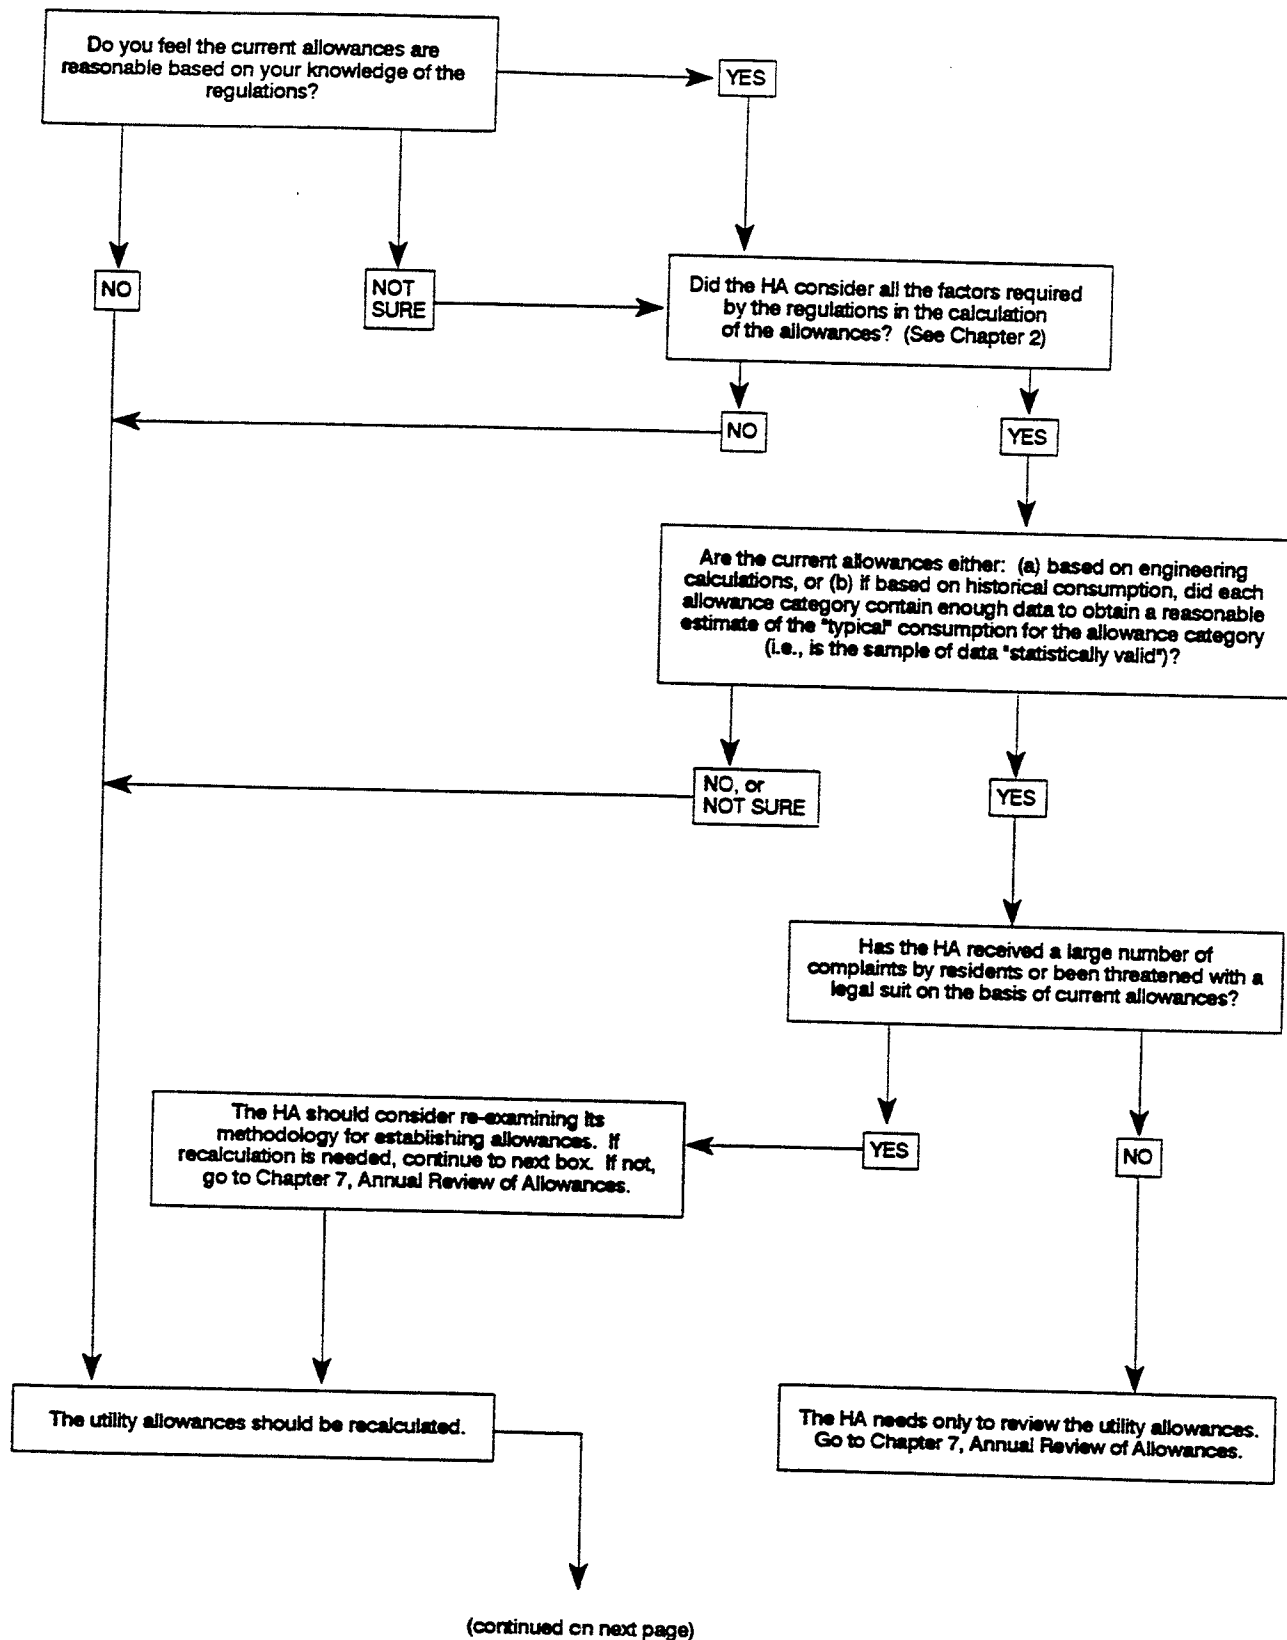 Do you feel the current allowances are
reasonable based on your knowledge of the
regulations?
YES
NO
NOT
SURE
Did the HA consider all the factors required
by the regulations in the calculation
of the allowances? (See Chapter 2)
NO
YES
Are the current allowances either: (a) based on engineering
calculations, or (b) if based on historical consumption, did each
allowance category contain enough data to obtain a reasonable
estimate of the "typical" consumption for the allowance category
(i.e., is the sample of data "statistically valid")?
NO, or
NOT SURE
YES
Has the HA received a large number of
complaints by residents or been threatened with a
legal suit on the basis of current allowances?
The HA should consider re-examining its
methodology for establishing allowances. If
recalculation is needed, continue to next box. If not,
go to Chapter 7, Annual Review of Allowances.
YES
NO
The utility allowances should be recalculated.
The HA needs only to review the utility allowances.
Go to Chapter 7, Annual Review of Allowances.
(continued on next page)